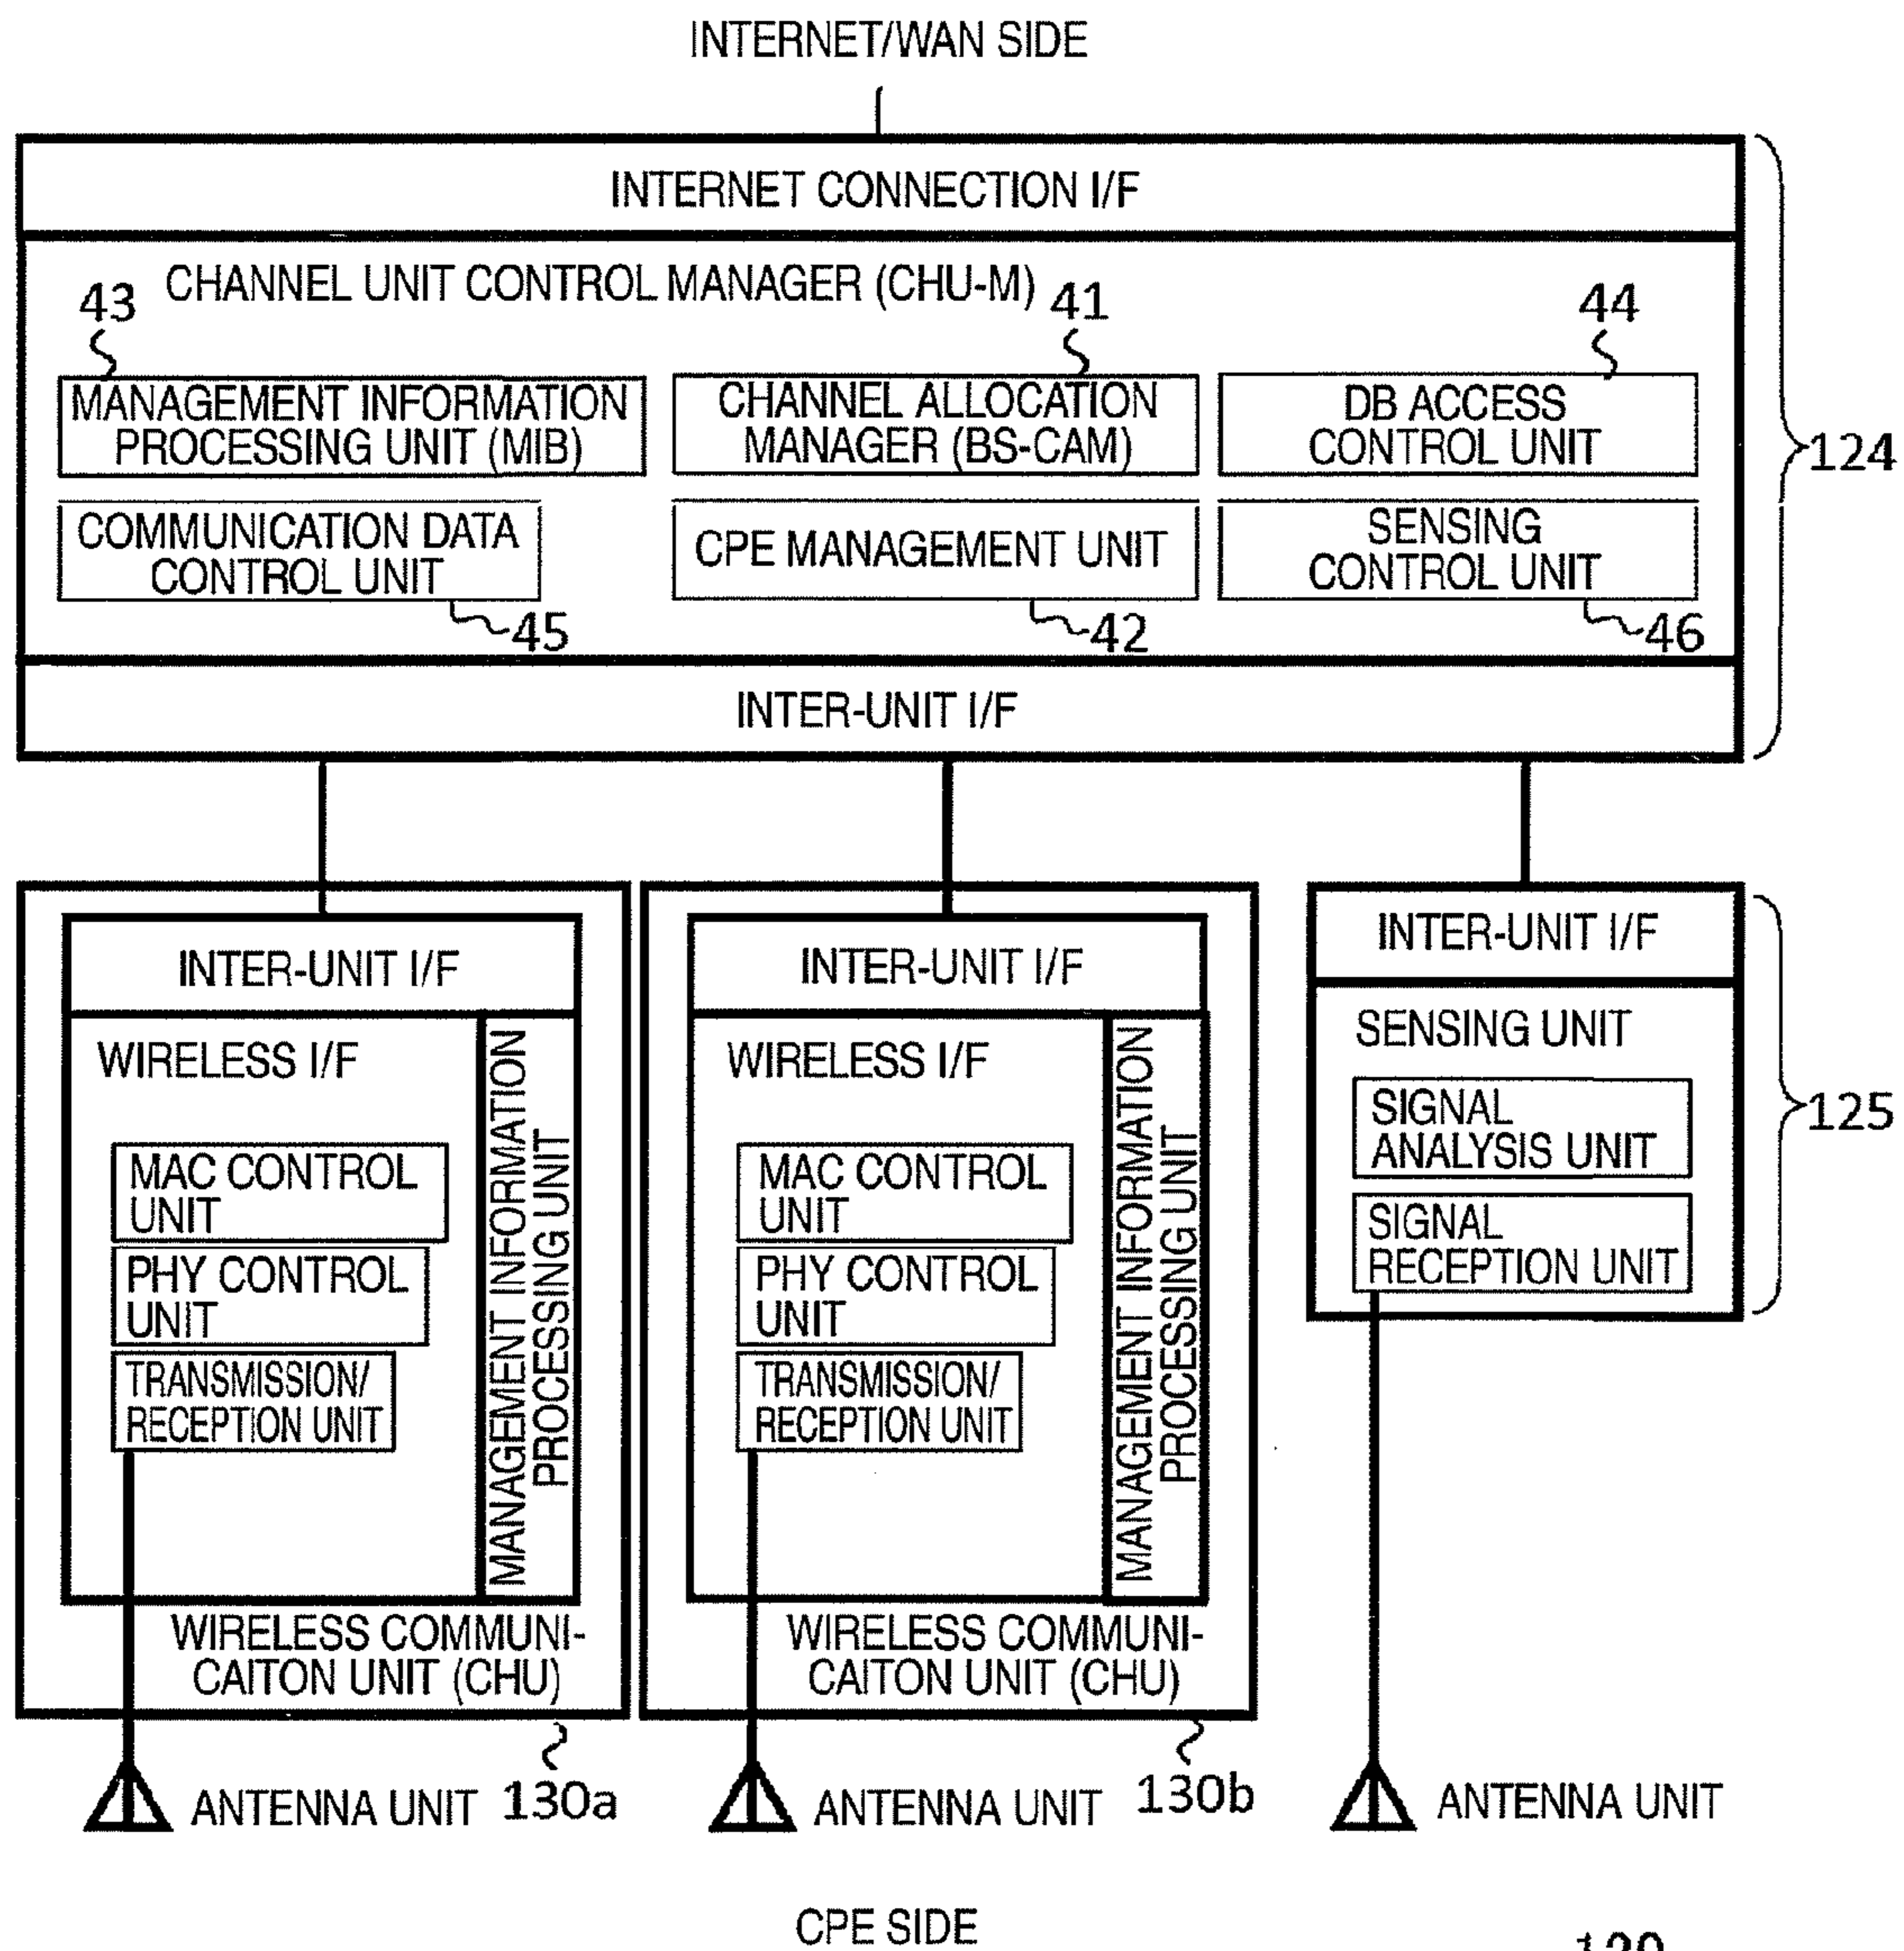 INTERNET/WAN SIDE
INTERNET CONNECTION I/F
CHANNEL UNIT CONTROL MANAGER (CHU-M)
43
41
44
MANAGEMENT INFORMATION
PROCESSING UNIT (MIB)
CHANNEL ALLOCATION
MANAGER (BS-CAM)
DB ACCESS
CONTROL UNIT
124
COMMUNICATION DATA
CONTROL UNIT
CPE MANAGEMENT UNIT
SENSING
CONTROL UNIT
45
42
46
INTER-UNIT I/F
INTER-UNIT I/F
WIRELESS I/F
MAC CONTROL
UNIT
PHY CONTROL
UNIT
TRANSMISSION/
RECEPTION UNIT
MANAGEMENT INFORMATION
PROCESSING UNIT
WIRELESS COMMUNI-
CAITON UNIT (CHU)
130a
ANTENNA UNIT
INTER-UNIT I/F
WIRELESS I/F
MAC CONTROL
UNIT
PHY CONTROL
UNIT
TRANSMISSION/
RECEPTION UNIT
MANAGEMENT INFORMATION
PROCESSING UNIT
WIRELESS COMMUNI-
CAITON UNIT (CHU)
130b
ANTENNA UNIT
INTER-UNIT I/F
SENSING UNIT
SIGNAL
ANALYSIS UNIT
SIGNAL
RECEPTION UNIT
125
ANTENNA UNIT
CPE SIDE